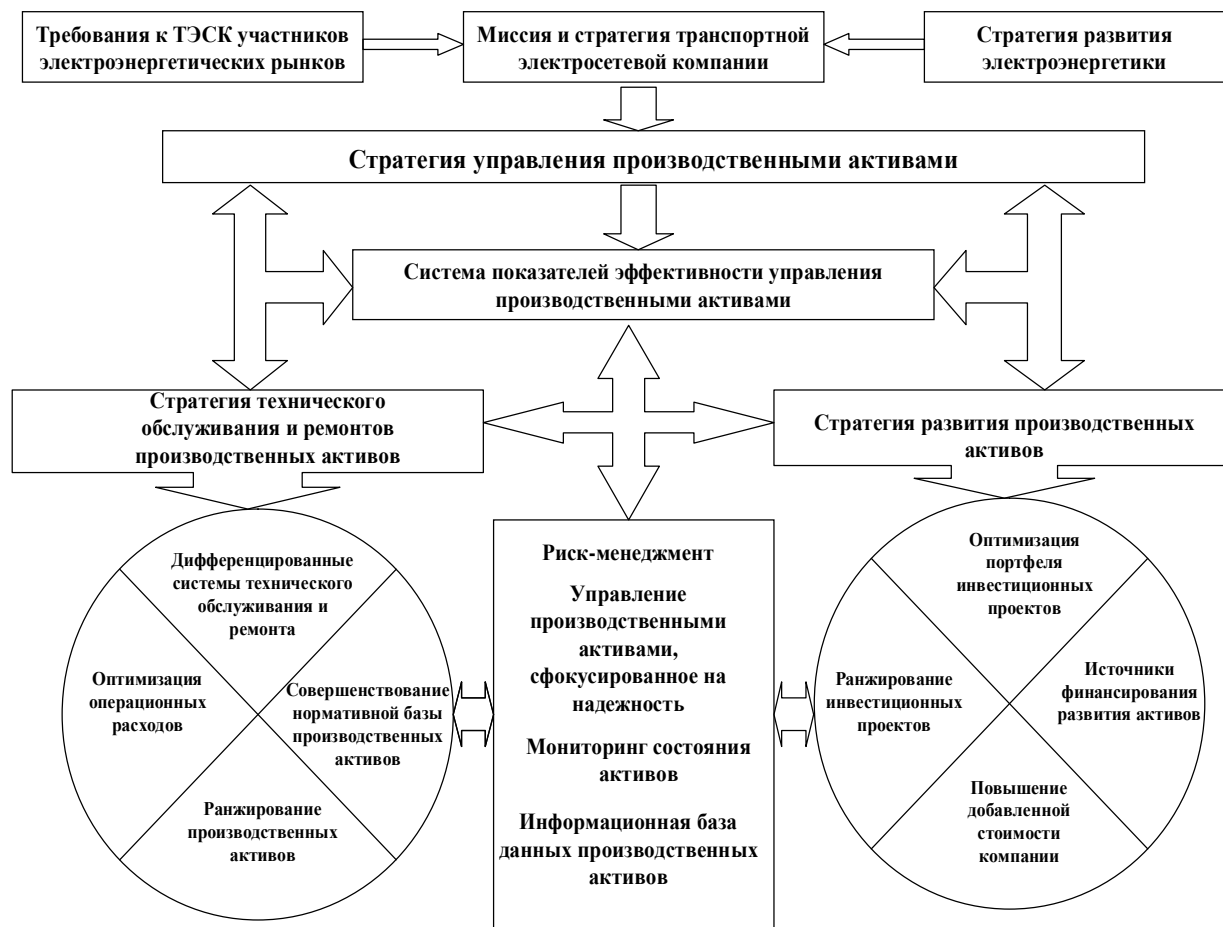 Требования к ТЭСК участников
электроэнергетических рынков
Миссия и стратегия транспортной
электросетевой компании
Стратегия развития
электроэнергетики
Стратегия управления производственными активами
Система показателей эффективности управления
производственными активами
Стратегия технического
обслуживания и ремонтов
производственных активов
Стратегия развития производственных
активов
Дифференцированные
системы технического
обслуживания и
ремонта
Оптимизация
операционных
расходов
Совершенствование
нормативной базы
производственных
активов
Ранжирование
производственных
активов
Риск-менеджмент
Управление
производственными
активами,
сфокусированное на
надежность
Мониторинг состояния
активов
Информационная база
данных производственных
активов
Оптимизация
портфеля
инвестиционных
проектов
Ранжирование
инвестиционных
проектов
Источники
финансирования
развития активов
Повышение
добавленной
стоимости
компании